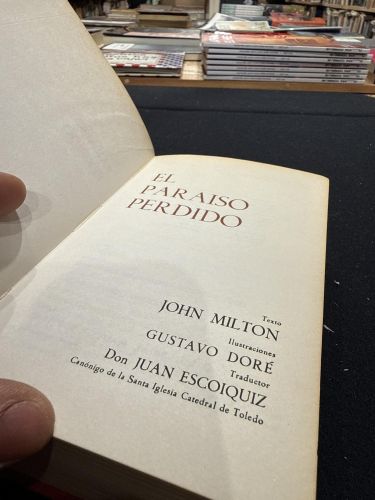 EL
PARAISO
PERDIDO
Texto
JOHN MILTON
Ilustraciones
GUSTAVO DORÉ
Traductor
Don JUAN ESCOIQUIZ
Canónigo de la Santa Iglesia Catedral de Toledo